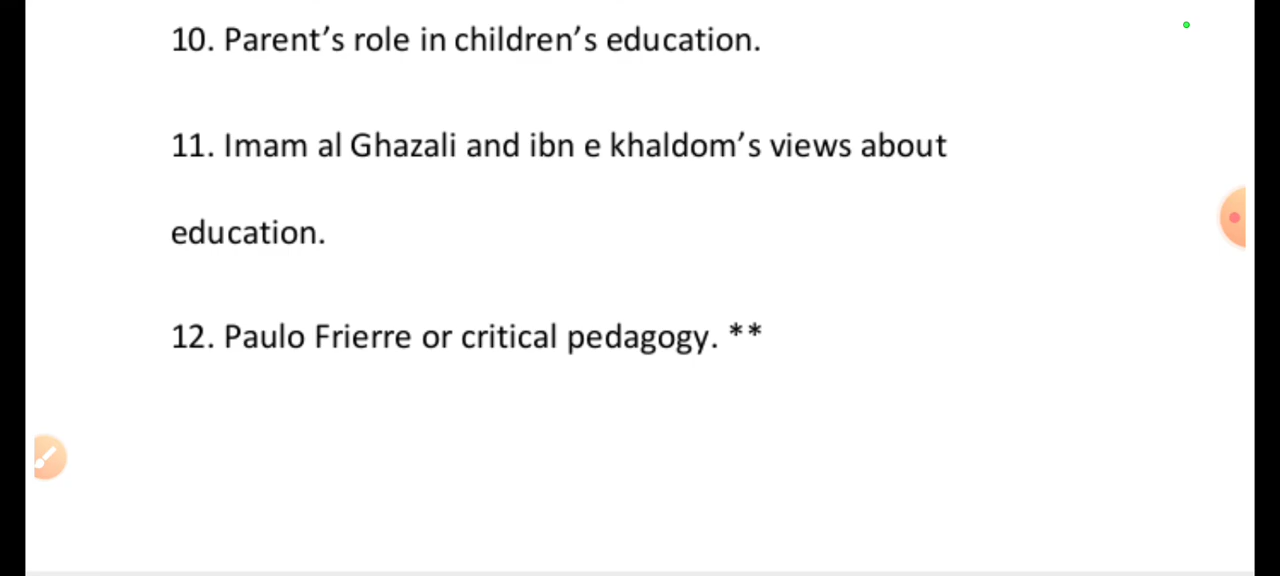 10. Parent’s role in children’s education.
11. Imam al Ghazali and ibn e khaldom’s views about
education.
12. Paulo Frierre or critical pedagogy. **